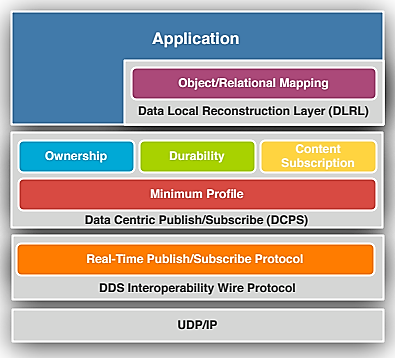 Application
Object/Relational Mapping
Data Local Reconstruction Layer (DLRL)
Ownership
Durability
Content
Subscription
Minimum Profile
Data Centric Publish/Subscribe (DCPS)
Real-Time Publish/Subscribe Protocol
DDS Interoperability Wire Protocol
UDP/IP